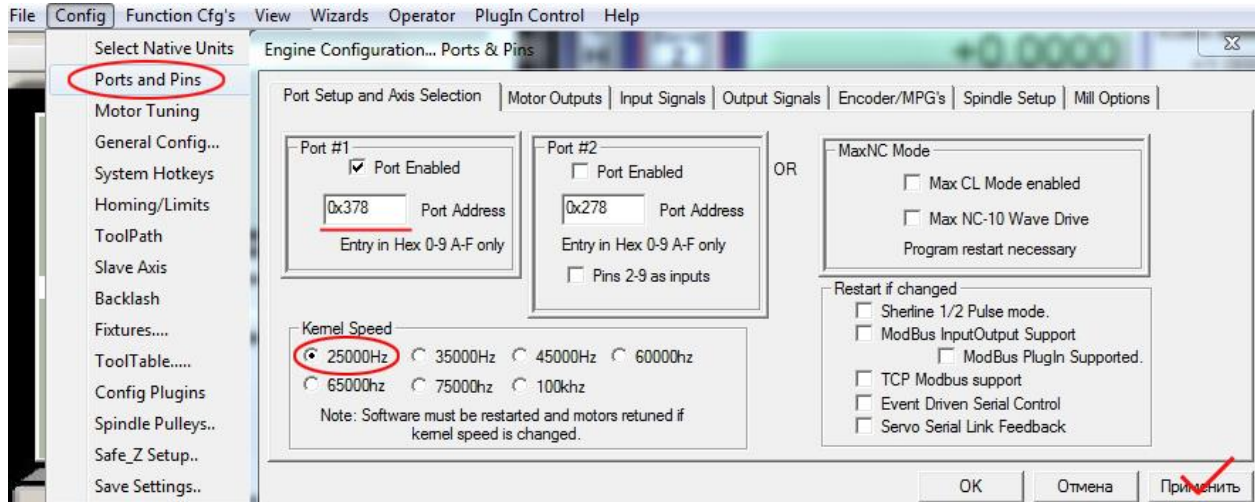 File Config Function Cfg's View Wizards Operator PlugIn Control Help
Select Native Units
Ports and Pins
Motor Tuning
General Config...
System Hotkeys
Homing/Limits
ToolPath
Slave Axis
Backlash
Fixtures....
ToolTable.....
Config Plugins
Spindle Pulleys..
Safe_Z Setup..
Save Settings..
Engine Configuration... Ports & Pins
+0.0000
Port Setup and Axis Selection Motor Outputs Input Signals Output Signals Encoder/MPG's Spindle Setup Mill Options
Port #1
Port Enabled
0x378 Port Address
Entry in Hex 0-9 A-F only
Port #2
Port Enabled
0x278 Port Address
Entry in Hex 0-9 A-F only
Pins 2-9 as inputs
OR
MaxNC Mode
Max CL Mode enabled
Max NC-10 Wave Drive
Program restart necessary
Kernel Speed
25000Hz 35000Hz 45000Hz 60000hz
65000hz 75000hz 100khz
Note: Software must be restarted and motors retuned if
kernel speed is changed.
Restart if changed
Sherline 1/2 Pulse mode.
ModBus InputOutput Support
ModBus PlugIn Supported.
TCP Modbus support
Event Driven Serial Control
Servo Serial Link Feedback
OK Отмена Применить